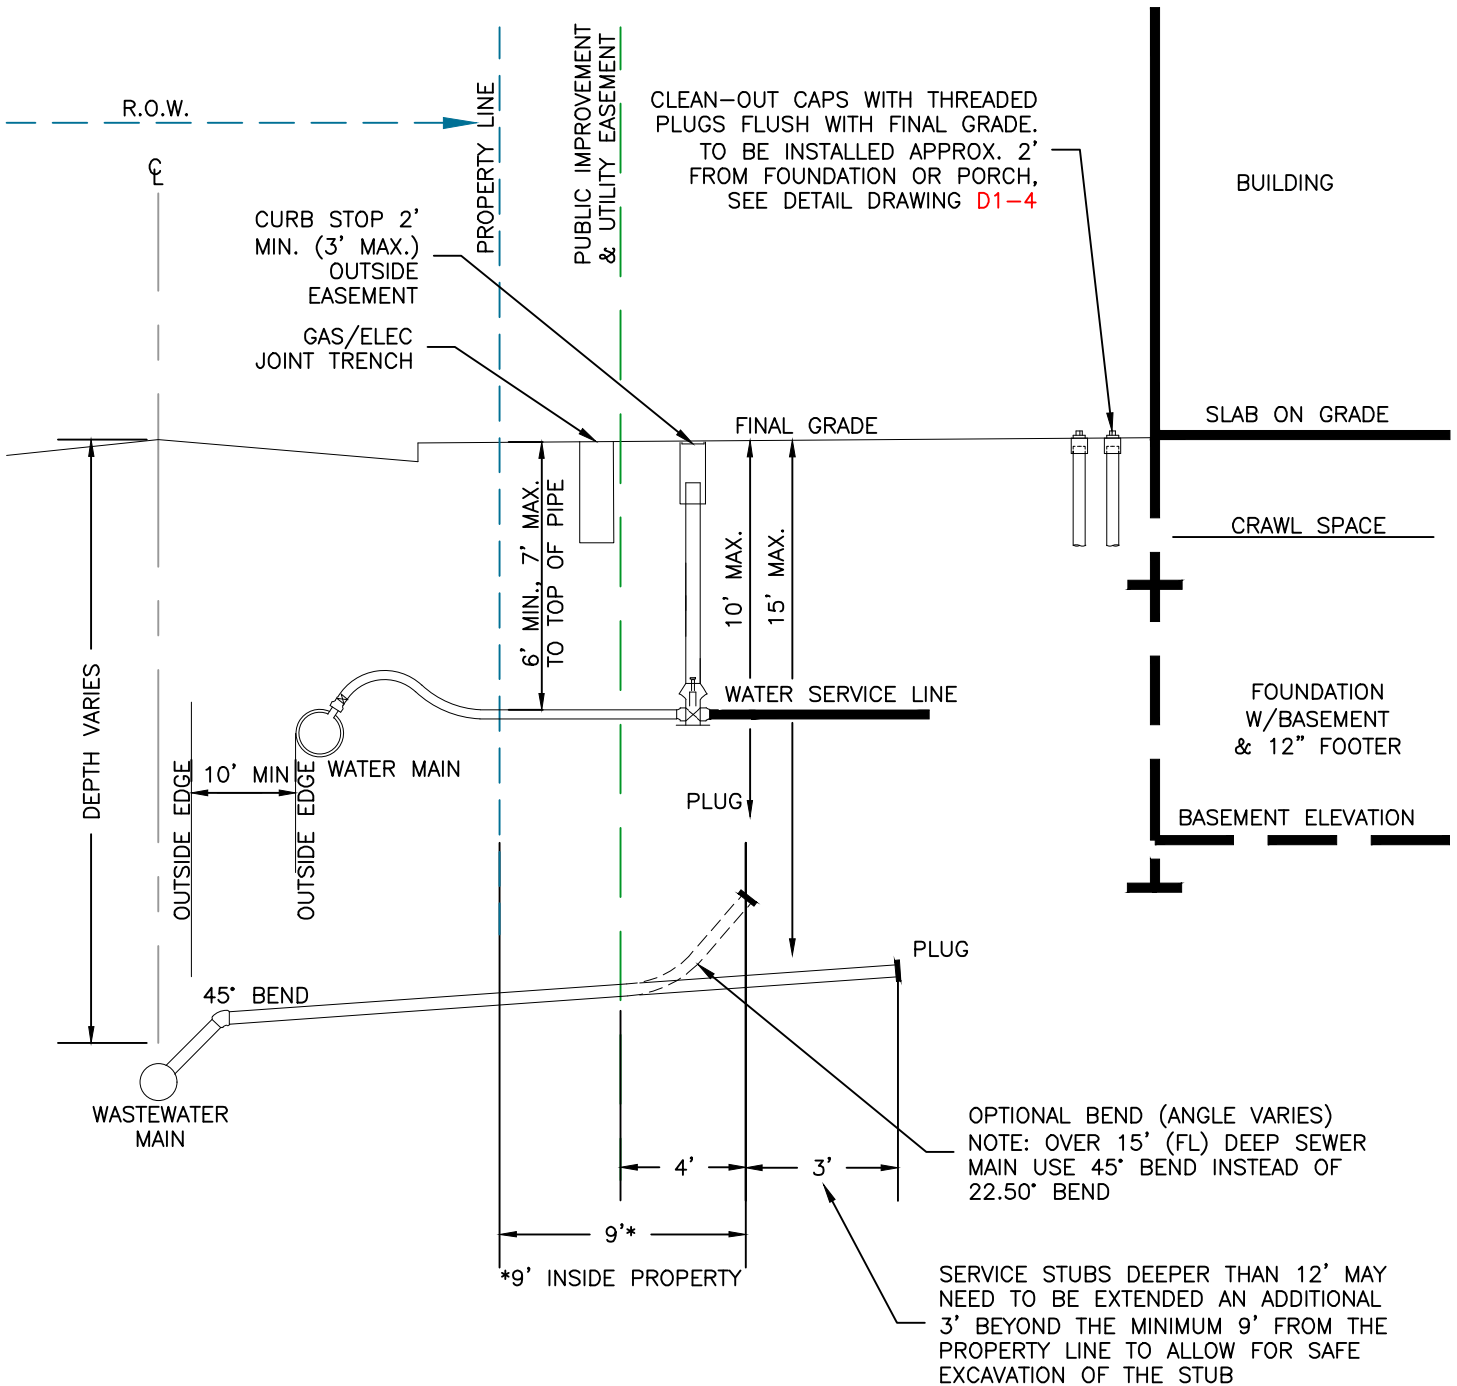 R.O.W.
℄
PROPERTY LINE
PUBLIC IMPROVEMENT
& UTILITY EASEMENT
CLEAN-OUT CAPS WITH THREADED
PLUGS FLUSH WITH FINAL GRADE.
TO BE INSTALLED APPROX. 2'
FROM FOUNDATION OR PORCH,
SEE DETAIL DRAWING D1-4
BUILDING
CURB STOP 2'
MIN. (3' MAX.)
OUTSIDE
EASEMENT
GAS/ELEC
JOINT TRENCH
FINAL GRADE
SLAB ON GRADE
CRAWL SPACE
6' MIN., 7' MAX.
TO TOP OF PIPE
10' MAX.
15' MAX.
DEPTH VARIES
WATER SERVICE LINE
FOUNDATION
W/BASEMENT
& 12" FOOTER
OUTSIDE EDGE
10' MIN
OUTSIDE EDGE
WATER MAIN
PLUG
BASEMENT ELEVATION
PLUG
45° BEND
WASTEWATER
MAIN
OPTIONAL BEND (ANGLE VARIES)
NOTE: OVER 15' (FL) DEEP SEWER
MAIN USE 45° BEND INSTEAD OF
22.50° BEND
4'
3'
9'*
*9' INSIDE PROPERTY
SERVICE STUBS DEEPER THAN 12' MAY
NEED TO BE EXTENDED AN ADDITIONAL
3' BEYOND THE MINIMUM 9' FROM THE
PROPERTY LINE TO ALLOW FOR SAFE
EXCAVATION OF THE STUB